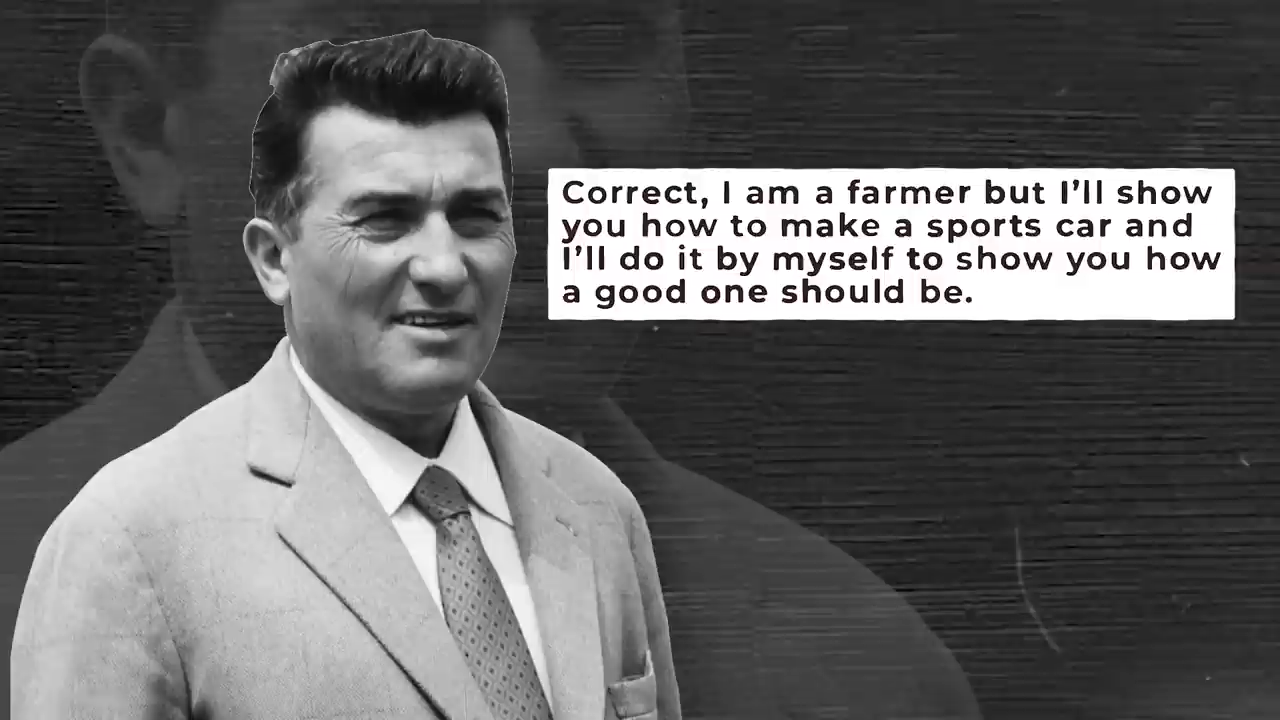 Correct, I am a farmer but I’ll show
you how to make a sports car and
I’ll do it by myself to show you how
a good one should be.